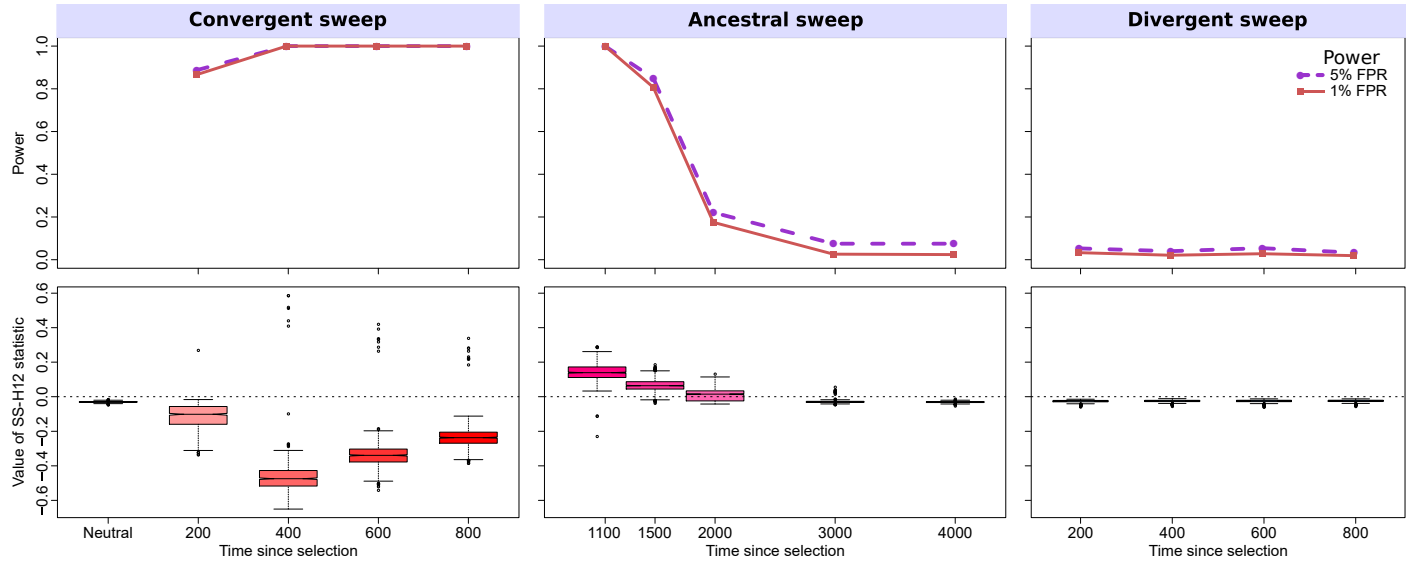 Convergent sweep
Ancestral sweep
Divergent sweep
Power
0.0 0.2 0.4 0.6 0.8 1.0
Power
5% FPR
1% FPR
Value of SS-H12 statistic
−0.6 −0.4 −0.2 0.0 0.2 0.4 0.6
Neutral 200 400 600 800
1100 1500 2000 3000 4000
200 400 600 800
Time since selection
Time since selection
Time since selection